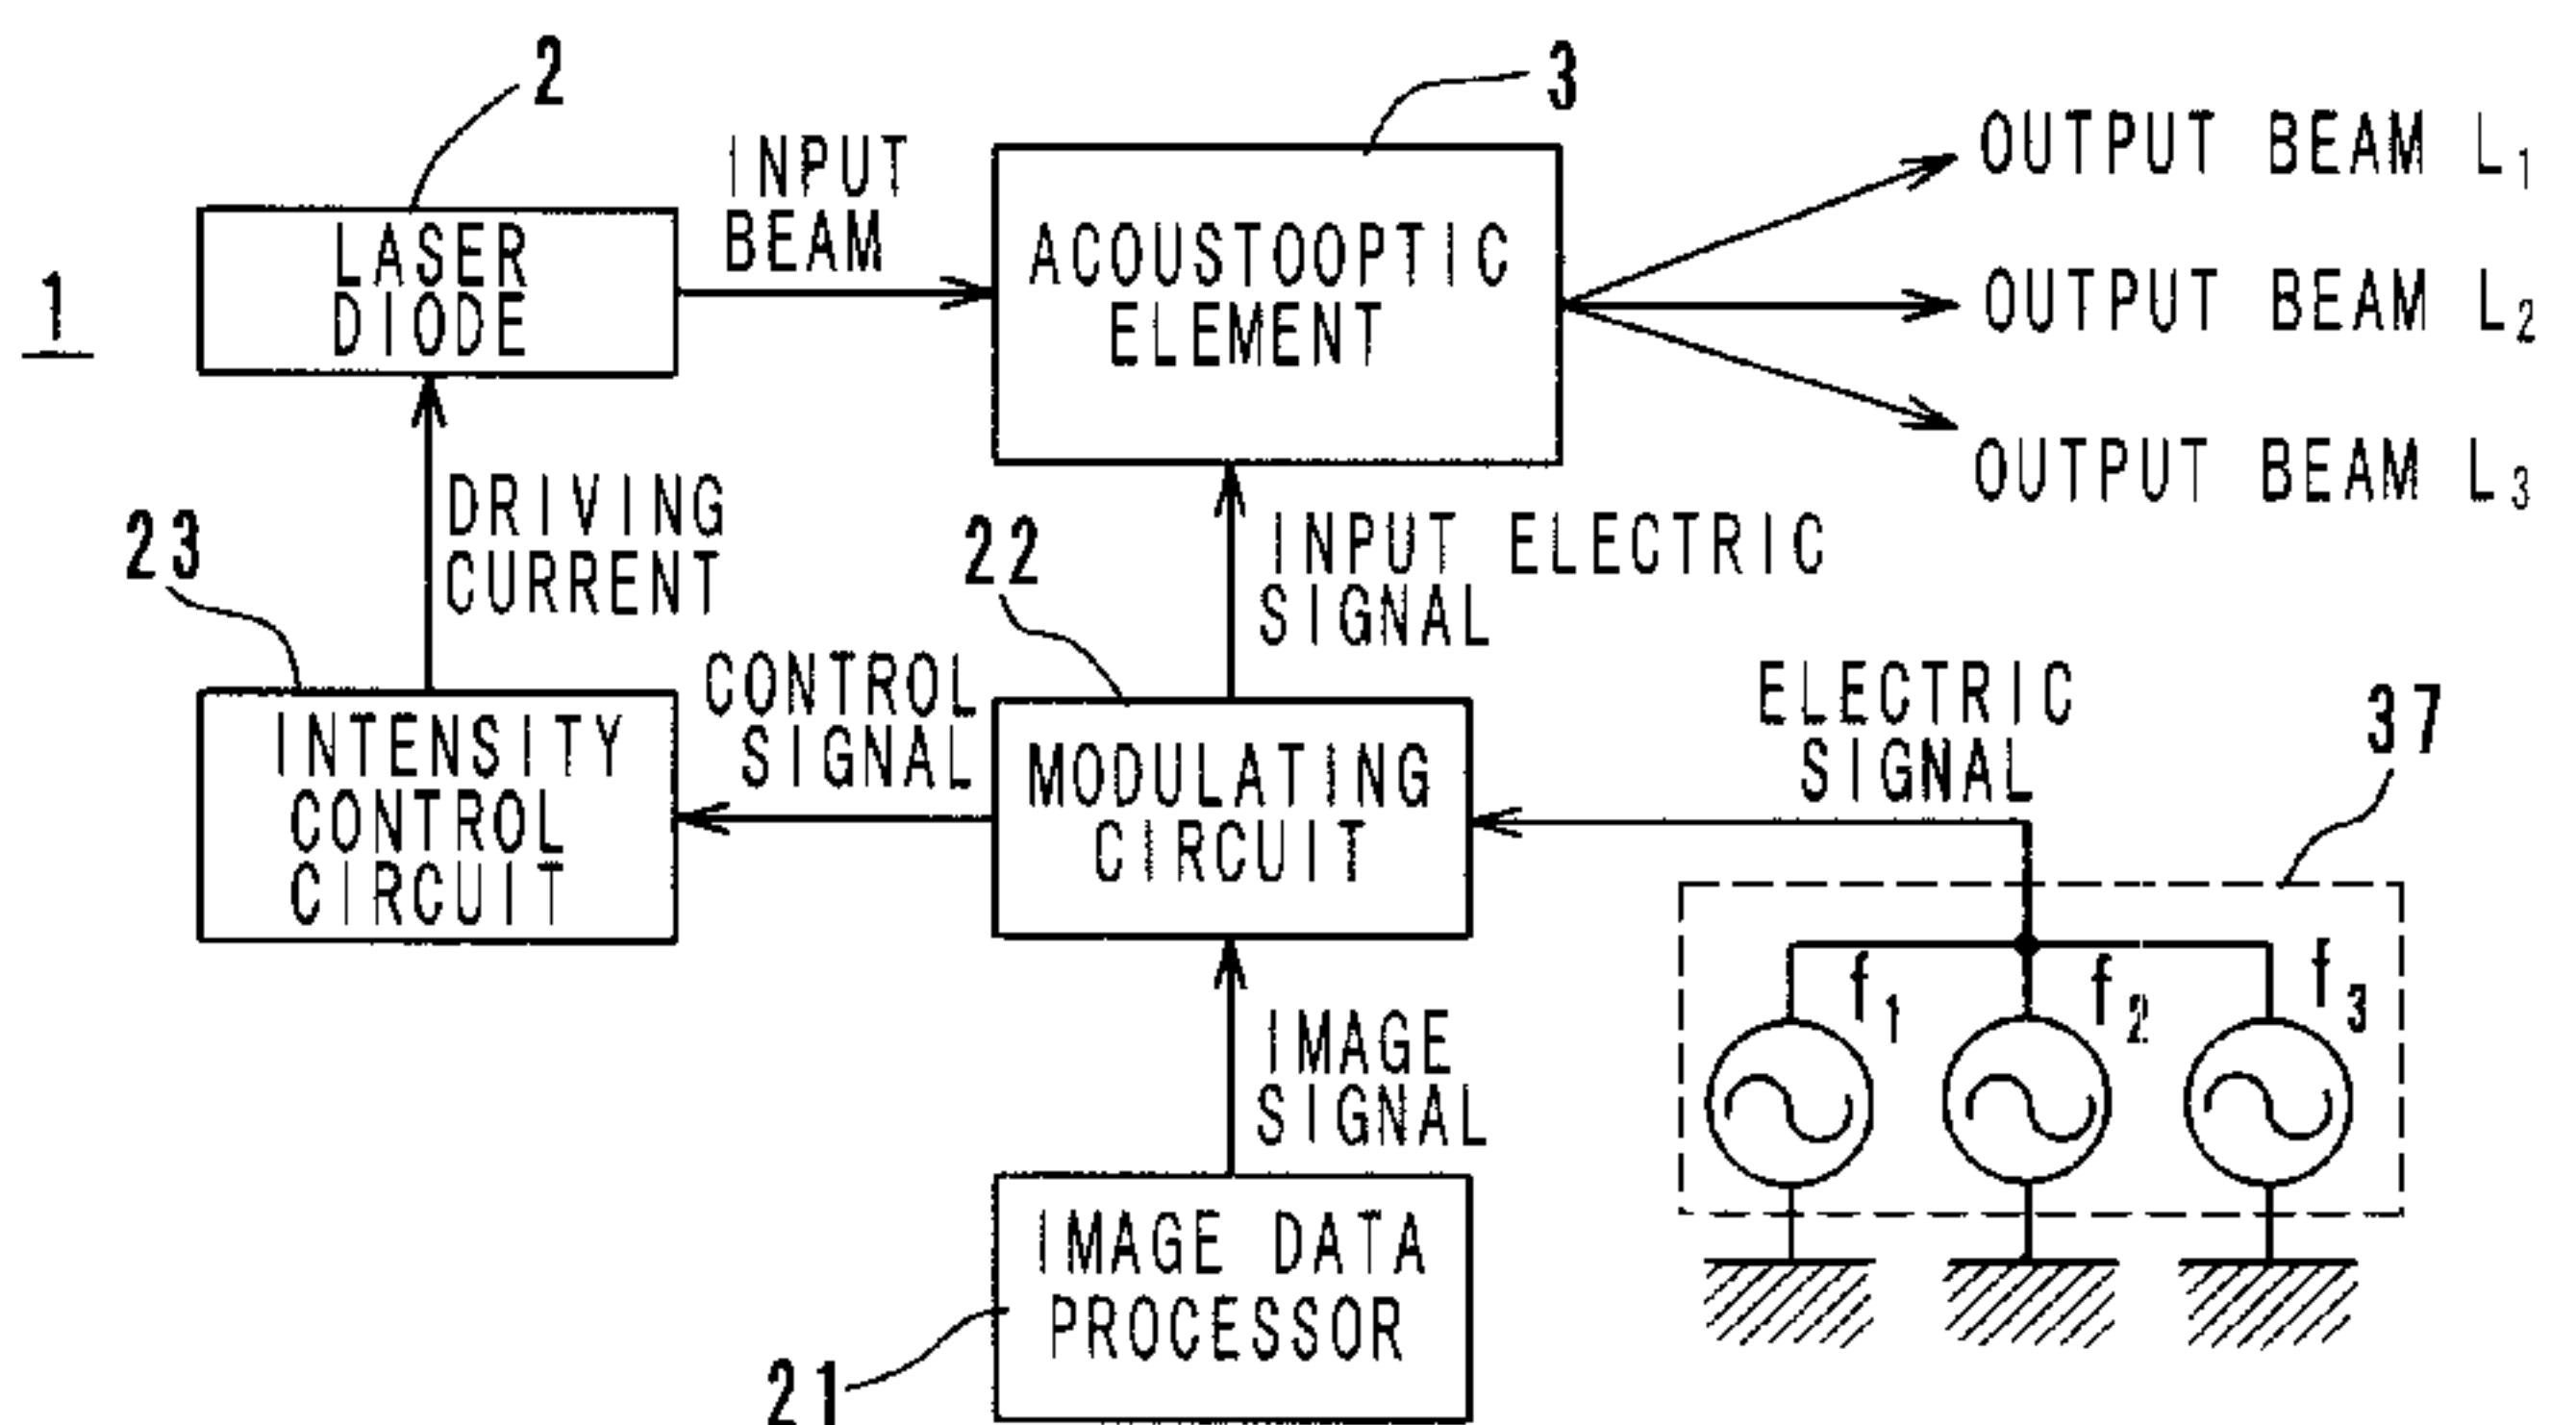 2
3
INPUT
BEAM
OUTPUT BEAM L₁
LASER
DIODE
ACOUSTOOPTIC
ELEMENT
OUTPUT BEAM L₂
1
OUTPUT BEAM L₃
DRIVING
CURRENT
23
22
INPUT ELECTRIC
SIGNAL
CONTROL
SIGNAL
ELECTRIC
SIGNAL
37
INTENSITY
CONTROL
CIRCUIT
MODULATING
CIRCUIT
f₁
f₂
f₃
IMAGE
SIGNAL
IMAGE DATA
PROCESSOR
21